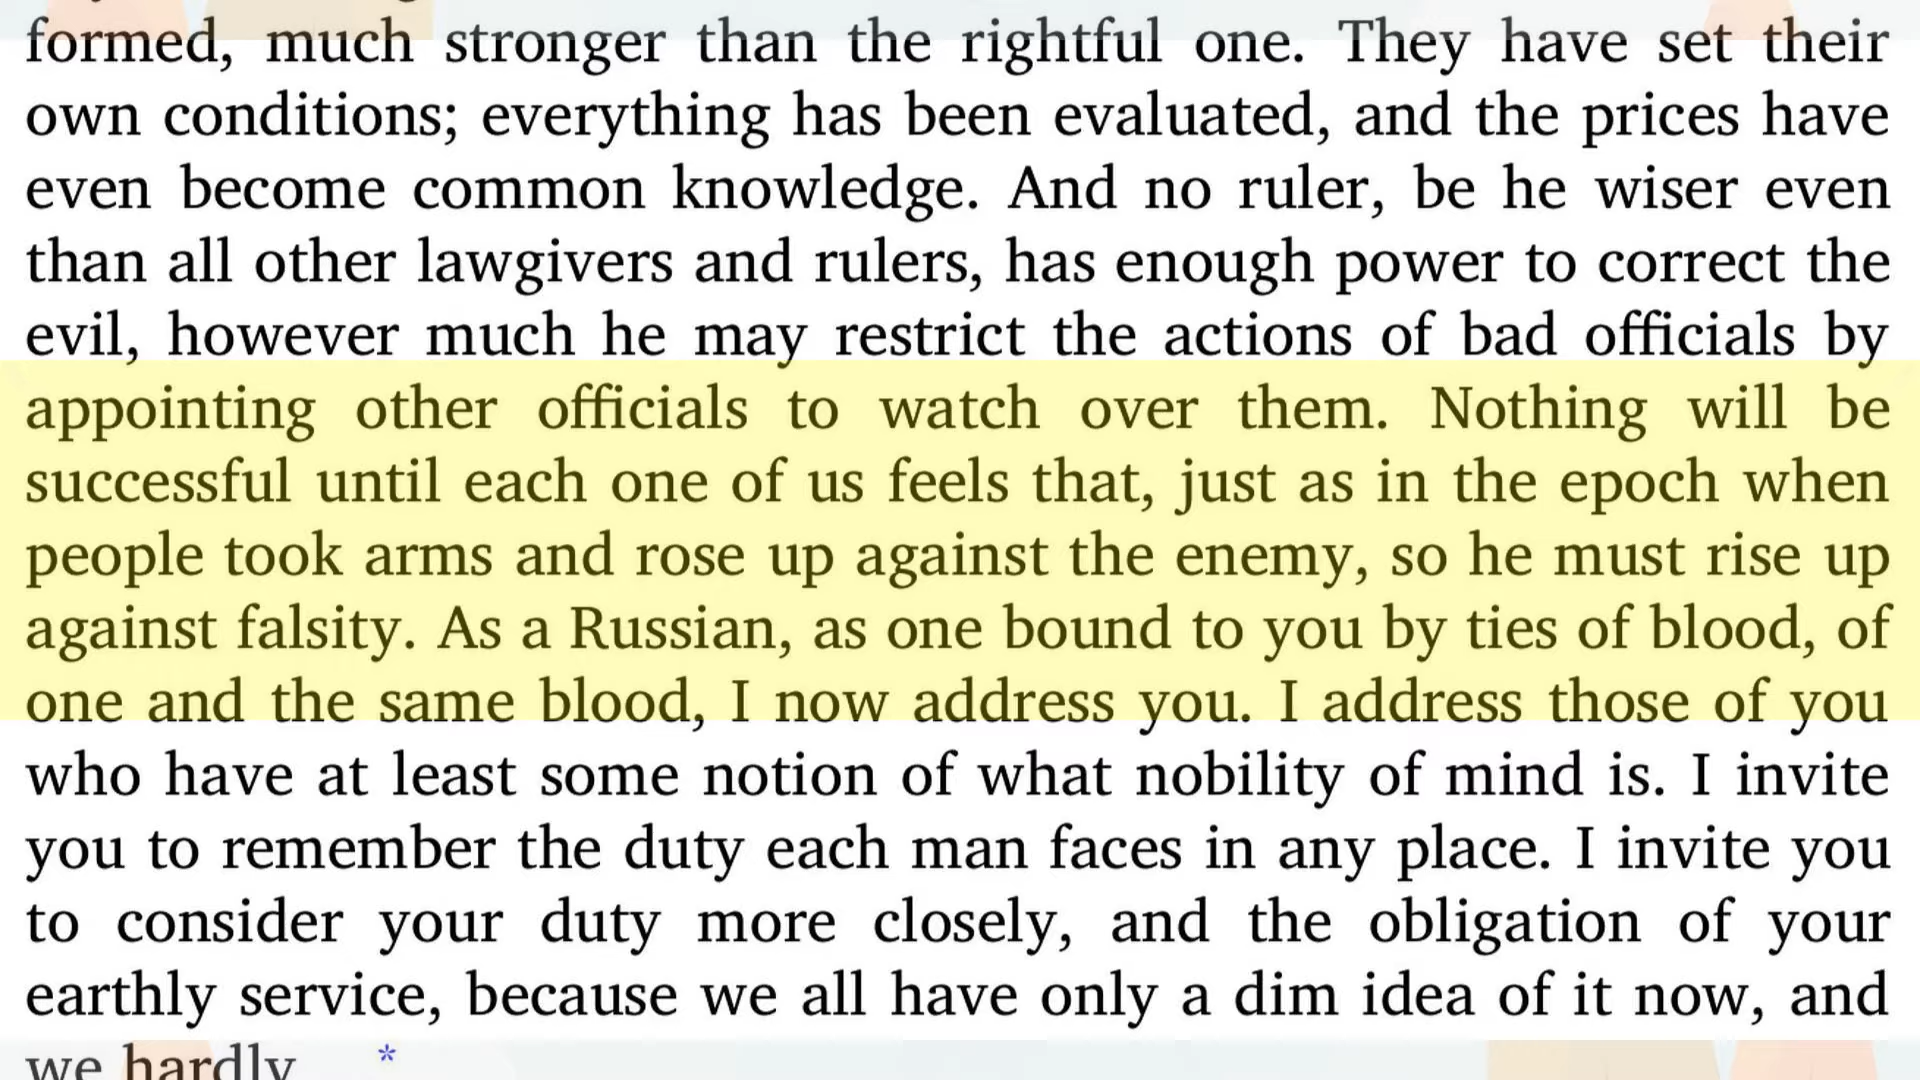 formed, much stronger than the rightful one. They have set their
own conditions; everything has been evaluated, and the prices have
even become common knowledge. And no ruler, be he wiser even
than all other lawgivers and rulers, has enough power to correct the
evil, however much he may restrict the actions of bad officials by
appointing other officials to watch over them. Nothing will be
successful until each one of us feels that, just as in the epoch when
people took arms and rose up against the enemy, so he must rise up
against falsity. As a Russian, as one bound to you by ties of blood, of
one and the same blood, I now address you. I address those of you
who have at least some notion of what nobility of mind is. I invite
you to remember the duty each man faces in any place. I invite you
to consider your duty more closely, and the obligation of your
earthly service, because we all have only a dim idea of it now, and
we hardly *